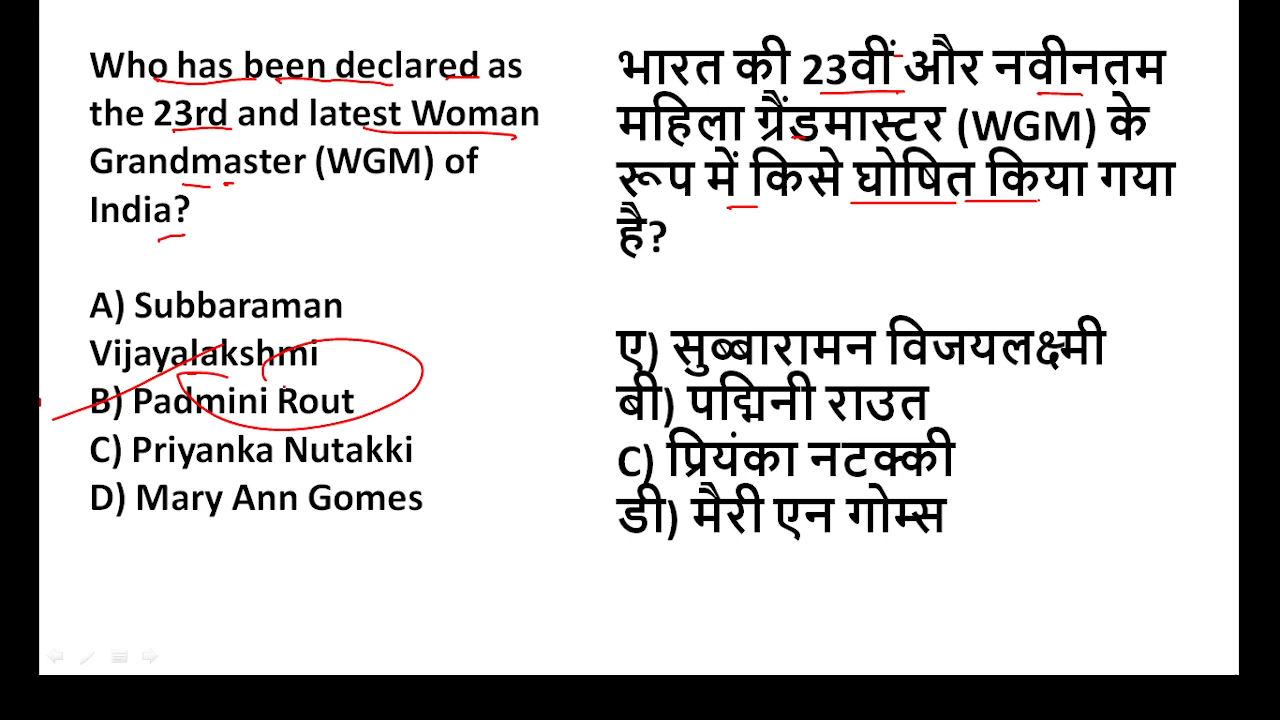 Who has been declared as
the 23rd and latest Woman
Grandmaster (WGM) of
India?
A) Subbaraman
Vijayalakshmi
B) Padmini Rout
C) Priyanka Nutakki
D) Mary Ann Gomes
भारत की 23वीं और नवीनतम
महिला ग्रैंडमास्टर (WGM) के
रूप में किसे घोषित किया गया
है?
ए) सुब्बारामन विजयलक्ष्मी
बी) पद्मिनी राउत
C) प्रियंका नटक्की
डी) मैरी एन गोम्स